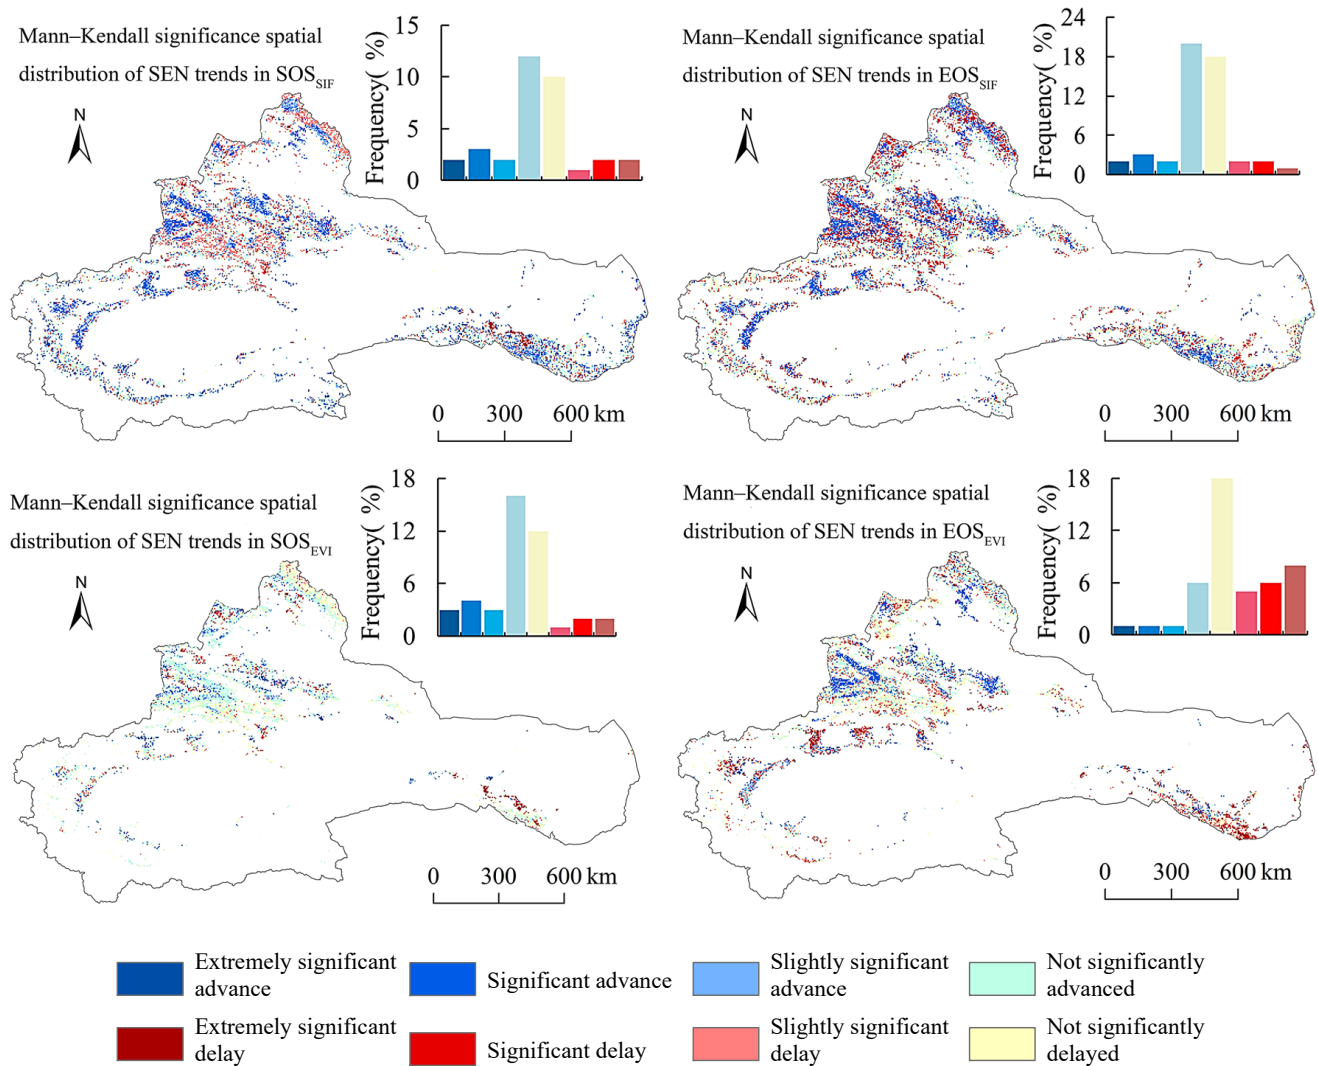 Mann–Kendall significance spatial
distribution of SEN trends in SOSSIF
N
Frequency( %)
15
10
5
0
0 300 600 km
Mann–Kendall significance spatial
distribution of SEN trends in EOSSIF
N
Frequency( %)
24
18
12
6
0
0 300 600 km
Mann–Kendall significance spatial
distribution of SEN trends in SOSEVI
N
Frequency( %)
18
12
6
0
0 300 600 km
Mann–Kendall significance spatial
distribution of SEN trends in EOSEVI
N
Frequency( %)
18
12
6
0
0 300 600 km
Extremely significant
advance
Significant advance
Slightly significant
advance
Not significantly
advanced
Extremely significant
delay
Significant delay
Slightly significant
delay
Not significantly
delayed